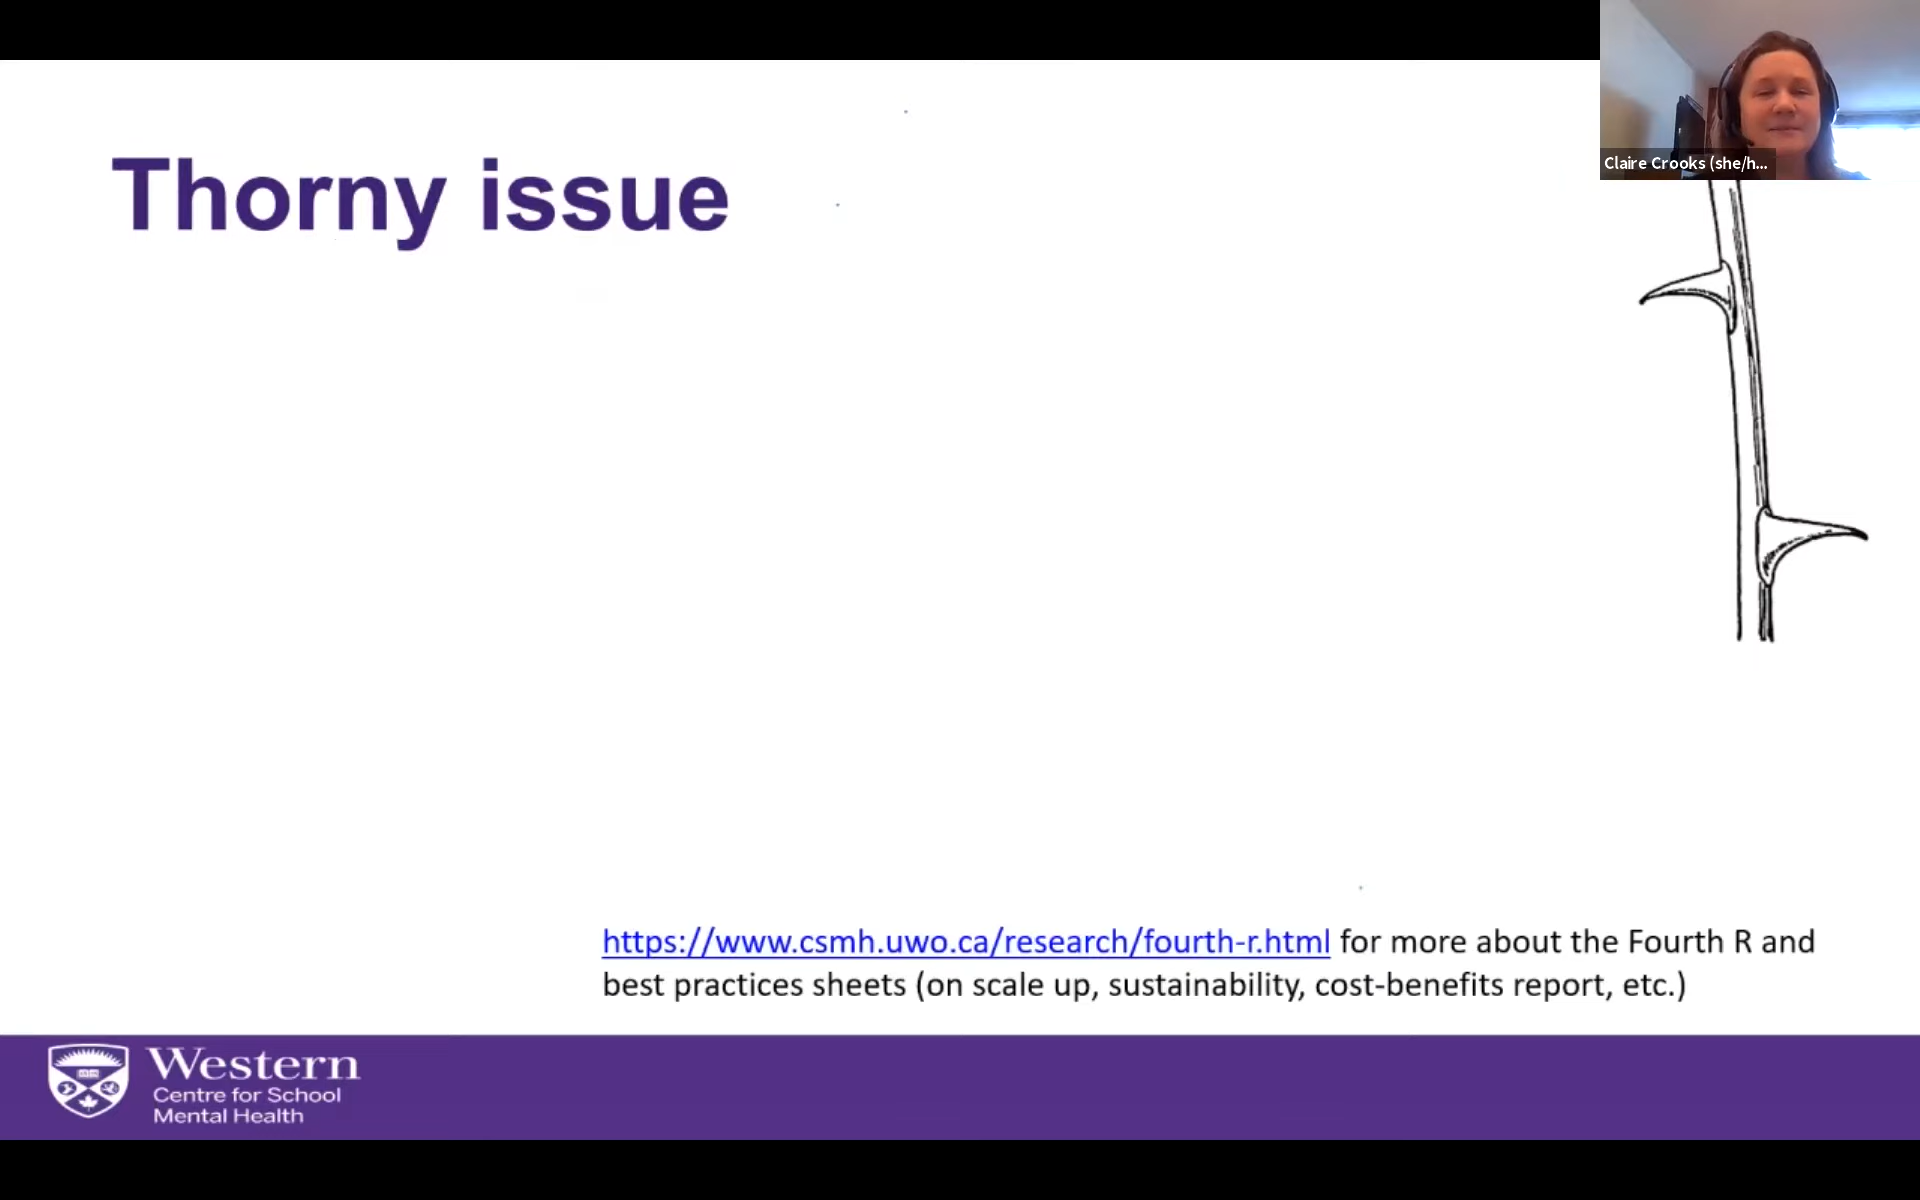 Claire Crooks (she/h...
Thorny issue
https://www.csmh.uwo.ca/research/fourth-r.html for more about the Fourth R and
best practices sheets (on scale up, sustainability, cost-benefits report, etc.)
Western
Centre for School
Mental Health